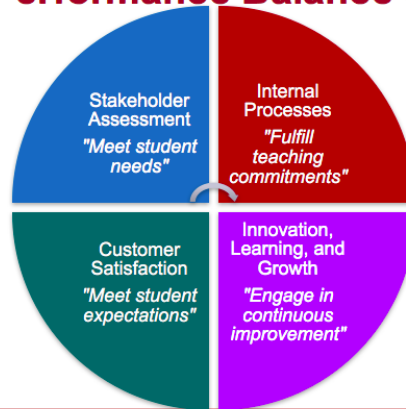 Stakeholder
Assessment
"Meet student
needs"
Internal
Processes
"Fulfill
teaching
commitments"
Customer
Satisfaction
"Meet student
expectations"
Innovation,
Learning, and
Growth
"Engage in
continuous
improvement"